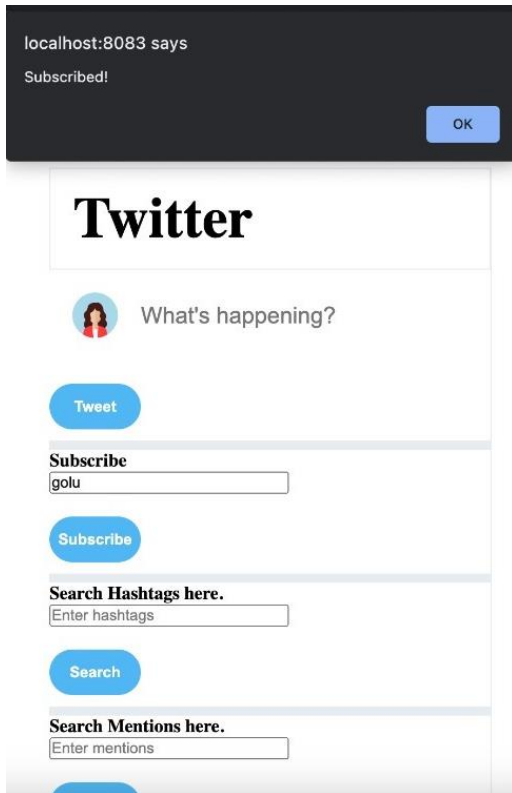 localhost:8083 says
Subscribed!
OK
Twitter
What's happening?
Tweet
Subscribe
golu
Subscribe
Search Hashtags here.
Enter hashtags
Search
Search Mentions here.
Enter mentions